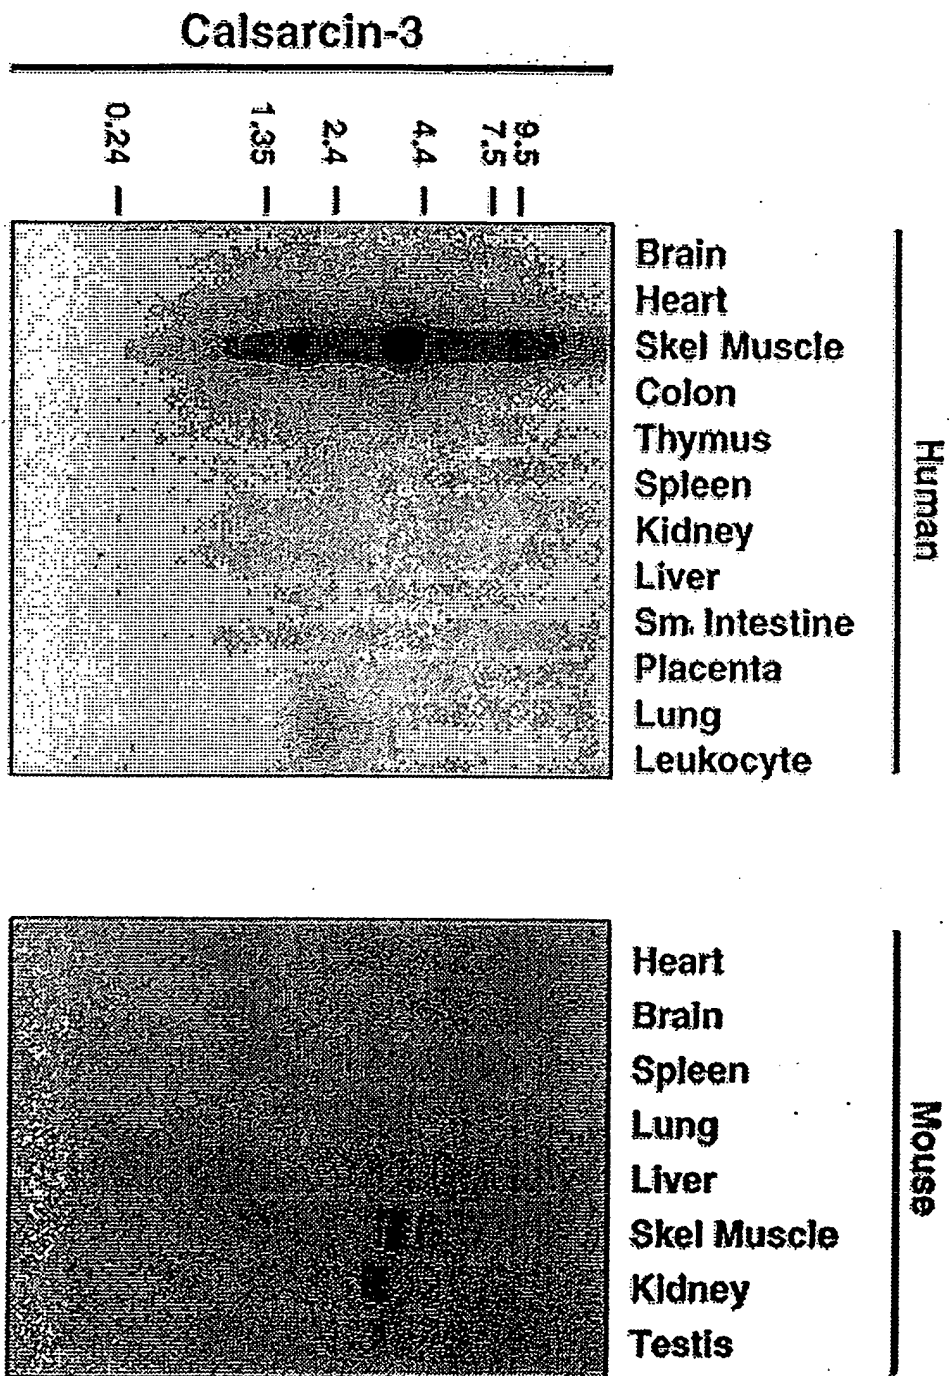 Calsarcin-3
0.24
1.35
2.4
4.4
7.5
9.5
Brain
Heart
Skel Muscle
Colon
Thymus
Spleen
Kidney
Liver
Sm. Intestine
Placenta
Lung
Leukocyte
Human
Heart
Brain
Spleen
Lung
Liver
Skel Muscle
Kidney
Testis
Mouse